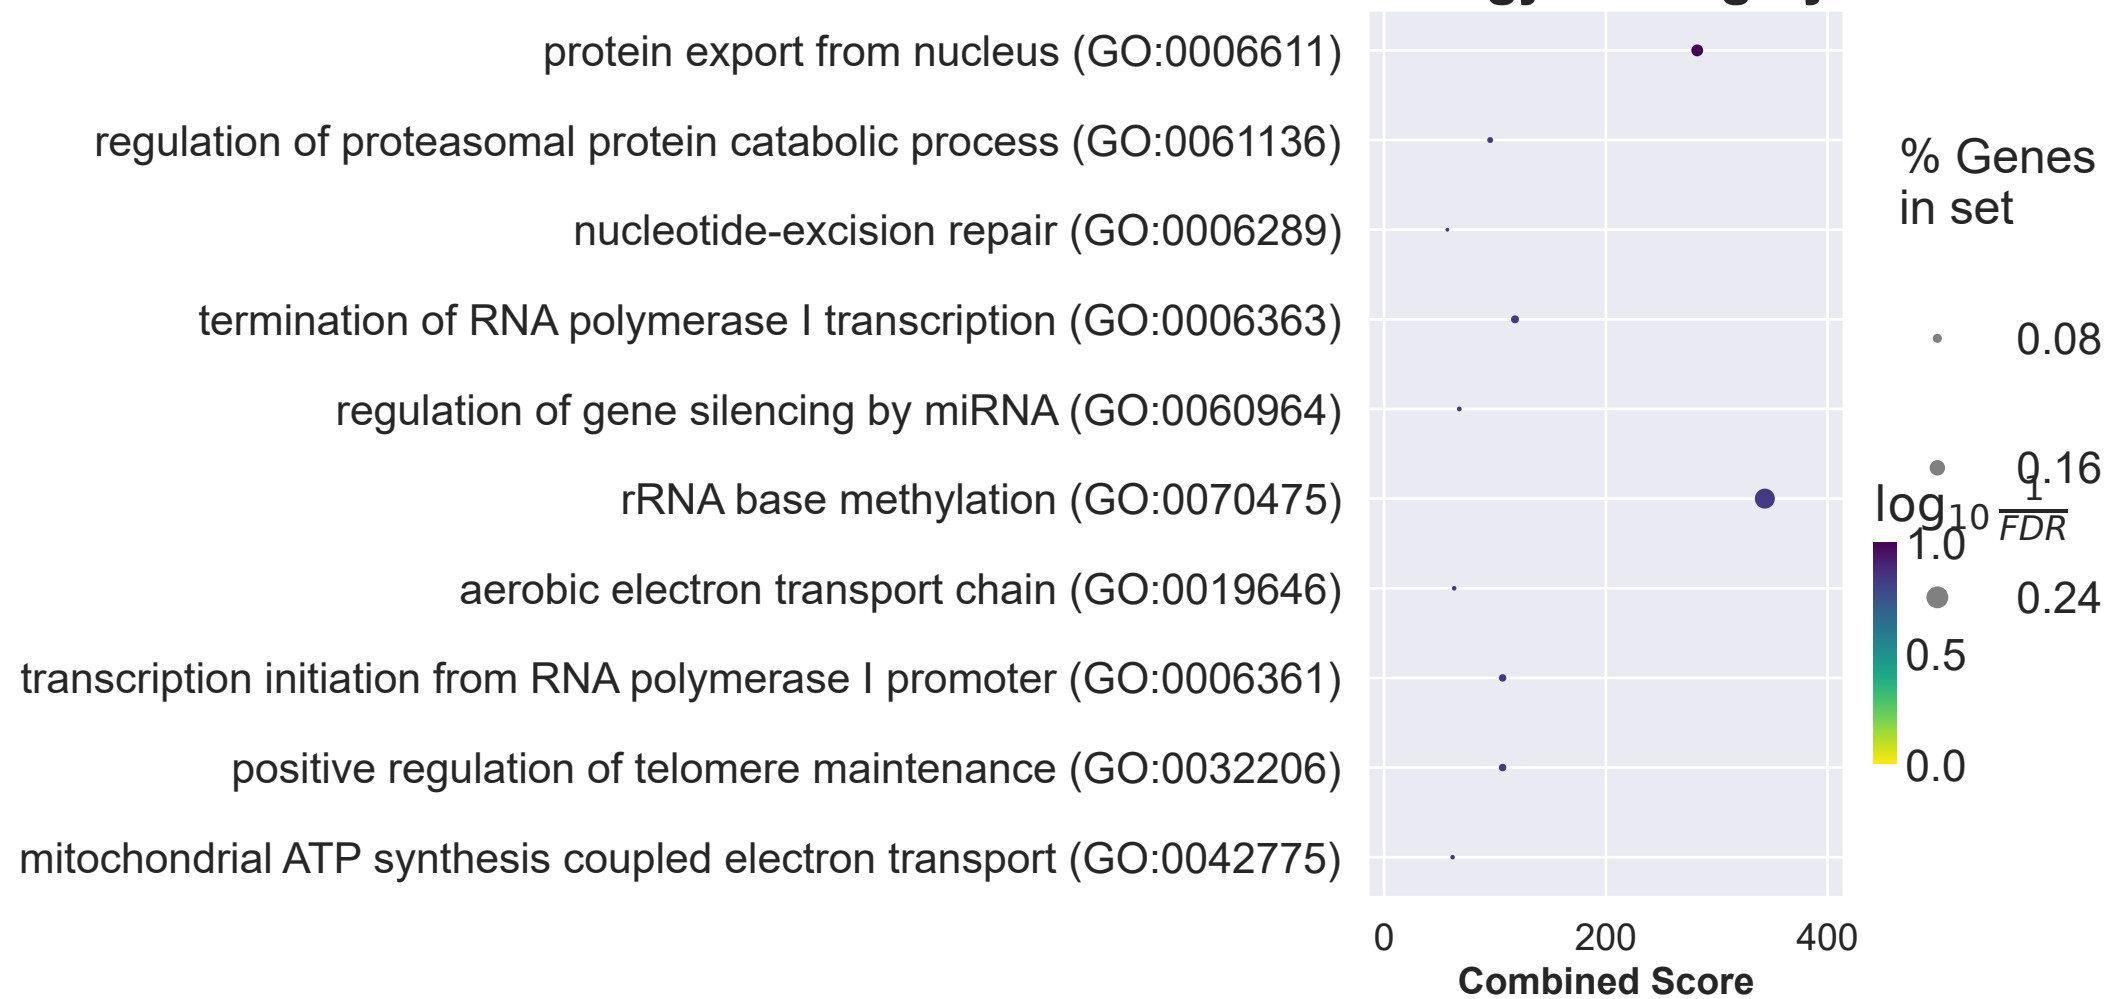 protein export from nucleus (GO:0006611)
regulation of proteasomal protein catabolic process (GO:0061136)
nucleotide-excision repair (GO:0006289)
termination of RNA polymerase I transcription (GO:0006363)
regulation of gene silencing by miRNA (GO:0060964)
rRNA base methylation (GO:0070475)
aerobic electron transport chain (GO:0019646)
transcription initiation from RNA polymerase I promoter (GO:0006361)
positive regulation of telomere maintenance (GO:0032206)
mitochondrial ATP synthesis coupled electron transport (GO:0042775)
0 200 400
Combined Score
% Genes
in set
0.08
0.16
0.24
log₁₀ 1/FDR
1.0
0.5
0.0